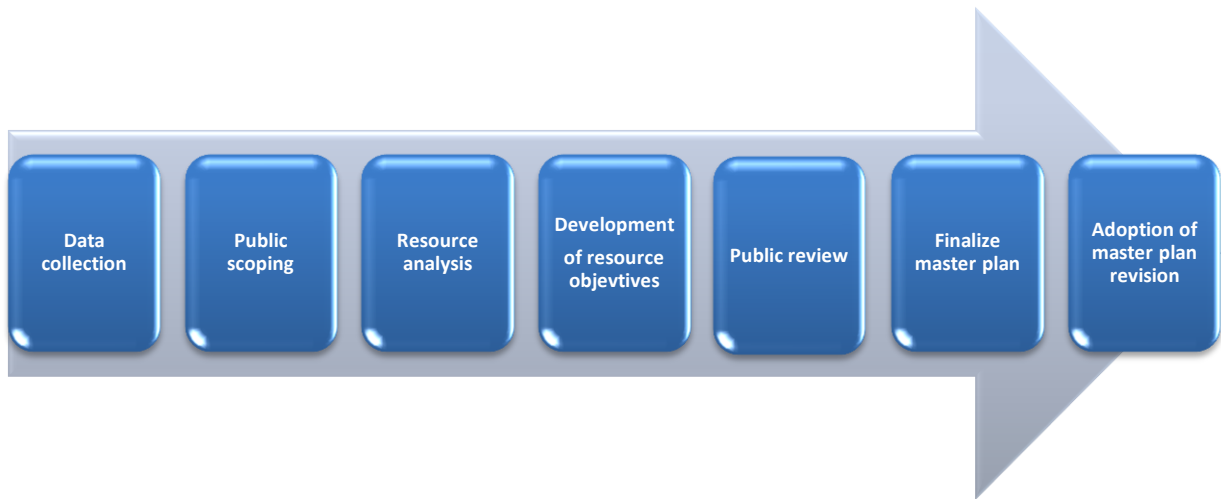 Data
collection
Public
scoping
Resource
analysis
Development
of resource
objevtives
Public review
Finalize
master plan
Adoption of
master plan
revision